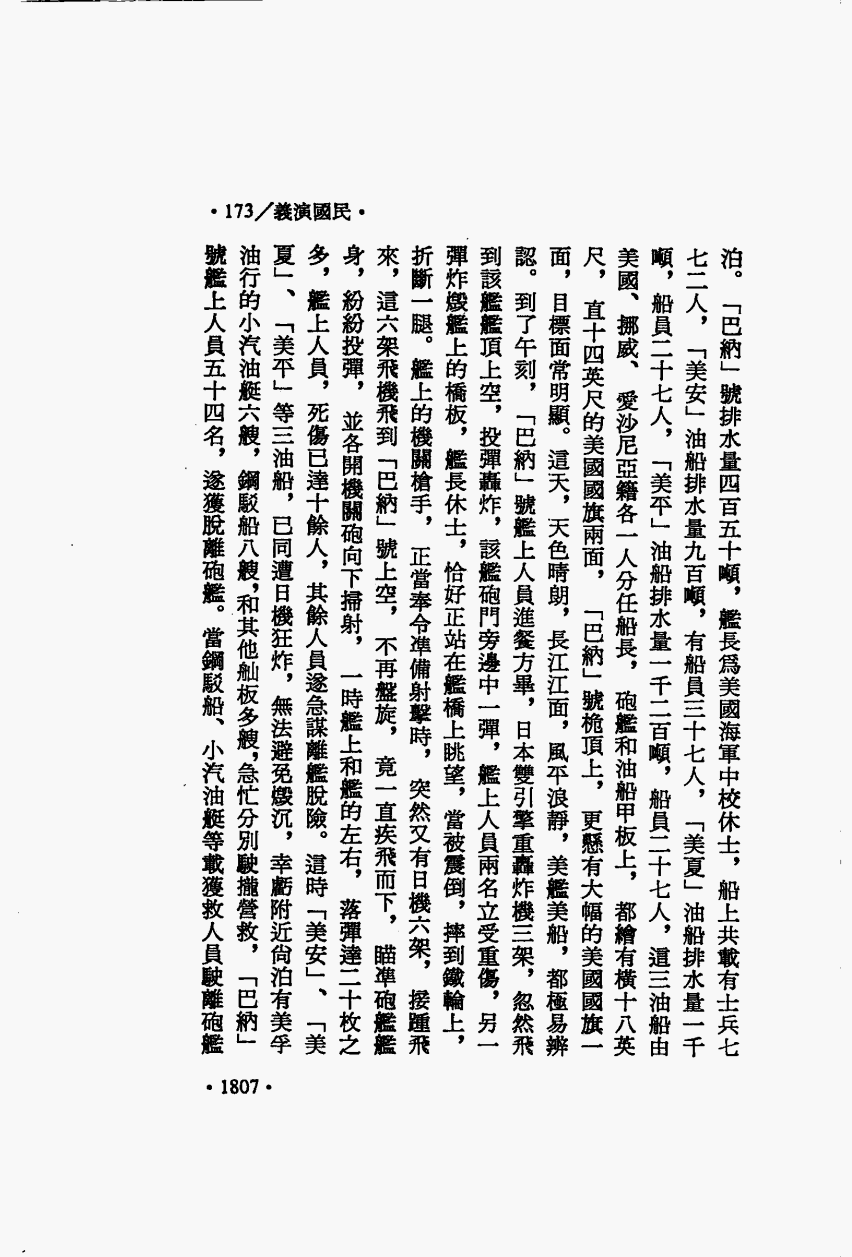 •173／義演國民•
泊。「巴納」號排水量四百五十噸，艦長爲美國海軍中校休士，船上共載有士兵七
七二人，「美安」油船排水量九百噸，有船員三十七人，「美夏」油船排水量一千
噸，船員二十七人，「美平」油船排水量一千二百噸，船員二十七人，這三油船由
美國、挪威、愛沙尼亞籍各一人分任船長，砲艦和油船甲板上，都繪有橫十八英
尺，直十四英尺的美國國旗兩面，「巴納」號桅頂上，更懸有大幅的美國國旗一
面，目標面常明顯。這天，天色晴朗，長江江面，風平浪靜，美艦美船，都極易辨
認。到了午刻，「巴納」號艦上人員進餐方畢，日本雙引擎重轟炸機三架，忽然飛
到該艦艦頂上空，投彈轟炸，該艦砲門旁邊中一彈，艦上人員兩名立受重傷，另一
彈炸燬艦上的橋板，艦長休士，恰好正站在艦橋上眺望，當被震倒，摔到鐵輪上，
折斷一腿。艦上的機關槍手，正當奉令準備射擊時，突然又有日機六架，接踵飛
來，這六架飛機飛到「巴納」號上空，不再盤旋，竟一直疾飛而下，瞄準砲艦艦
身，紛紛投彈，並各開機關砲向下掃射，一時艦上和艦的左右，落彈達二十枚之
多，艦上人員，死傷已達十餘人，其餘人員遂急謀離艦脫險。這時「美安」、「美
夏」、「美平」等三油船，已同遭日機狂炸，無法避免燬沉，幸虧附近尙泊有美孚
油行的小汽油艇六艘，鋼駁船八艘，和其他舢板多艘，急忙分別駛攏營救，「巴納」
號艦上人員五十四名，遂獲脫離砲艦。當鋼駁船、小汽油艇等載獲救人員駛離砲艦
•1807•